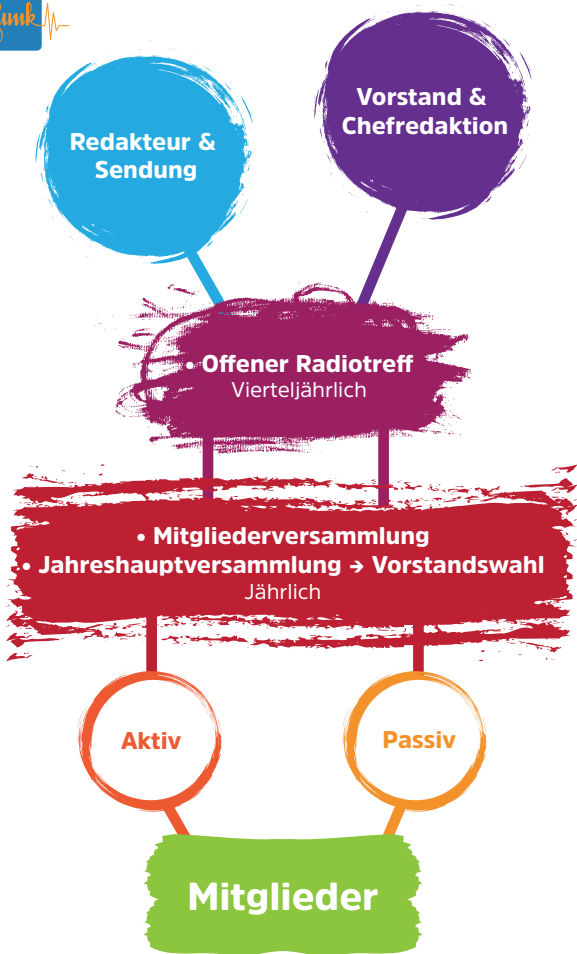 Redakteur &
Sendung
Vorstand &
Chefredaktion
• Offener Radiotreff
Vierteljährlich
• Mitgliederversammlung
• Jahreshauptversammlung → Vorstandswahl
Jährlich
Aktiv
Passiv
Mitglieder